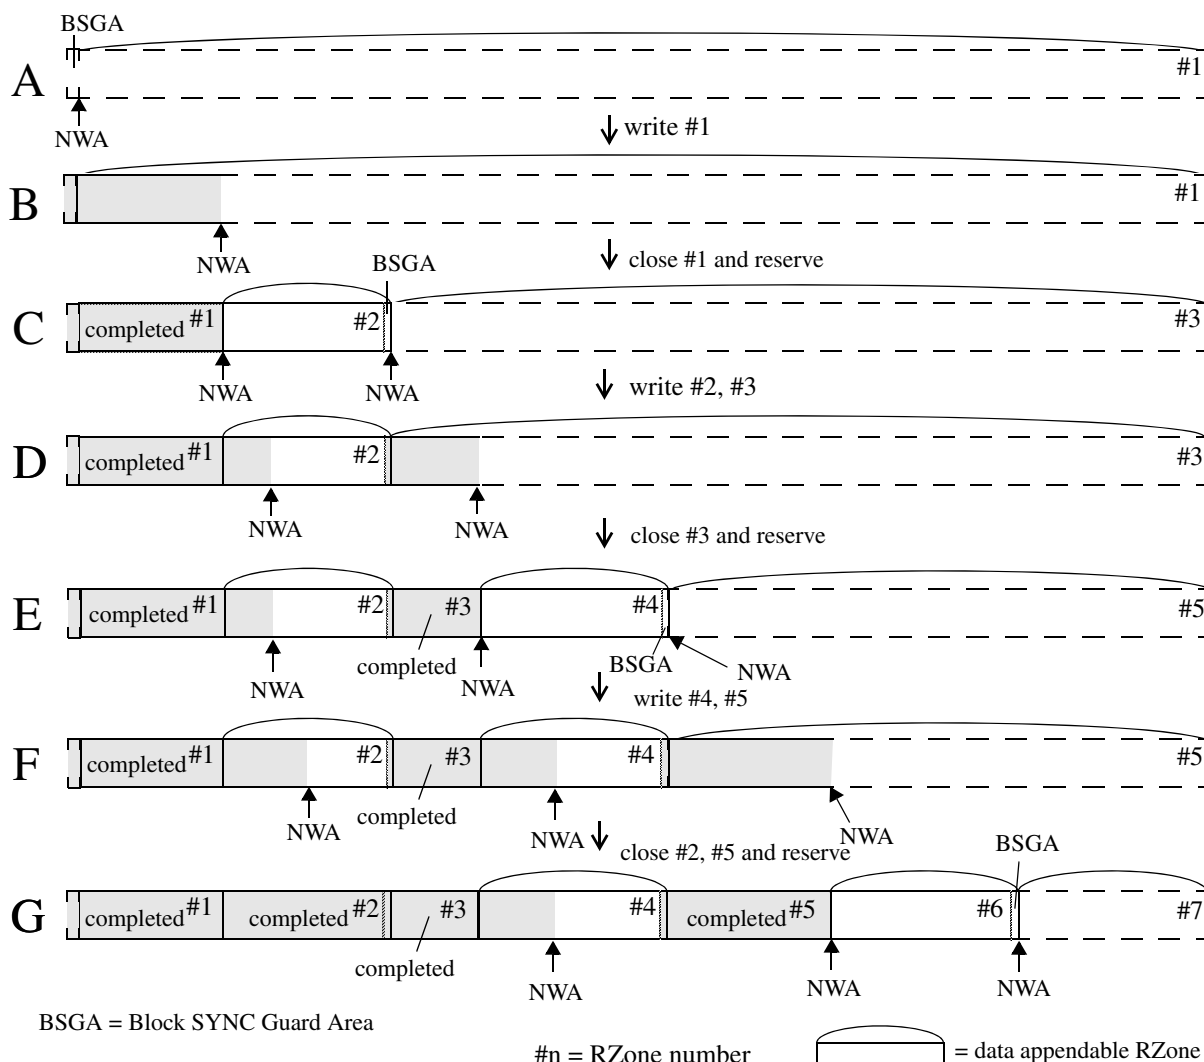 BSGA
A
#1
NWA
write #1
B
#1
NWA
close #1 and reserve
BSGA
C
completed #1
#2
#3
NWA
NWA
write #2, #3
D
completed #1
#2
#3
NWA
NWA
close #3 and reserve
E
completed #1
#2
#3
#4
#5
completed
BSGA
NWA
NWA
NWA
write #4, #5
F
completed #1
#2
#3
#4
#5
completed
NWA
NWA
NWA
close #2, #5 and reserve
BSGA
G
completed #1
completed #2
#3
#4
completed #5
#6
#7
completed
NWA
NWA
NWA
BSGA = Block SYNC Guard Area
#n = RZone number
= data appendable RZone